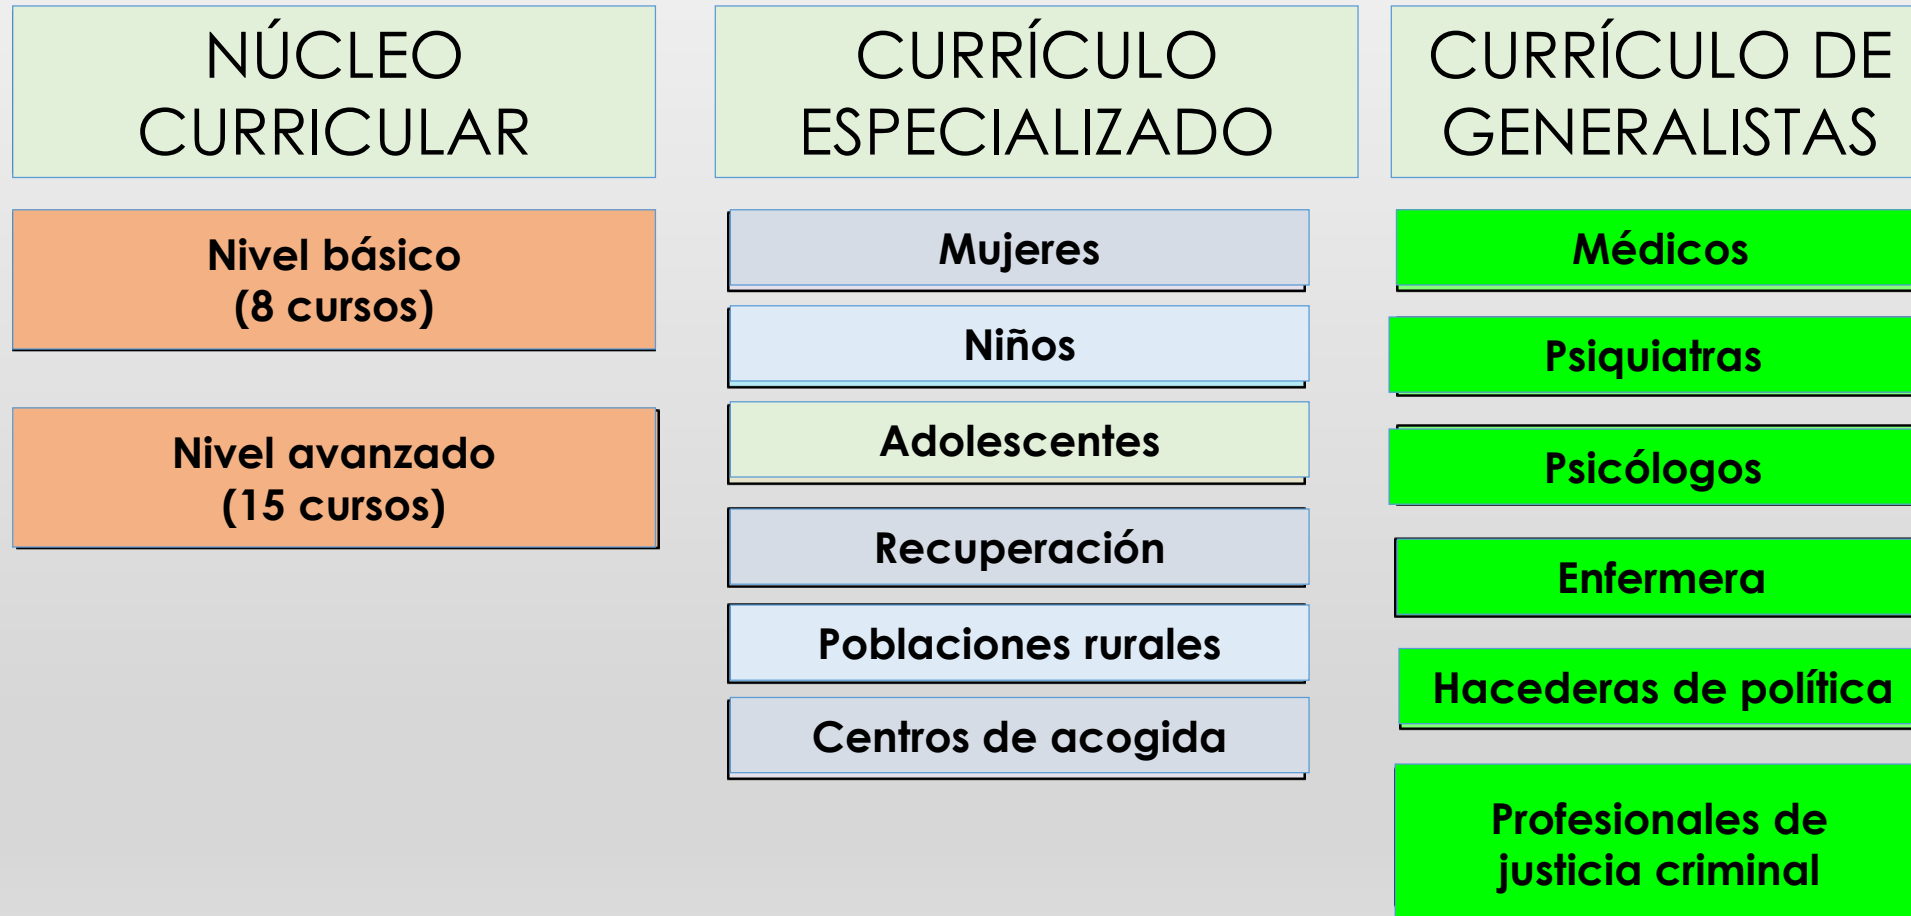 NÚCLEO
CURRICULAR
Nivel básico
(8 cursos)
Nivel avanzado
(15 cursos)
CURRÍCULO
ESPECIALIZADO
Mujeres
Niños
Adolescentes
Recuperación
Poblaciones rurales
Centros de acogida
CURRÍCULO DE
GENERALISTAS
Médicos
Psiquiatras
Psicólogos
Enfermera
Hacederas de política
Profesionales de
justicia criminal